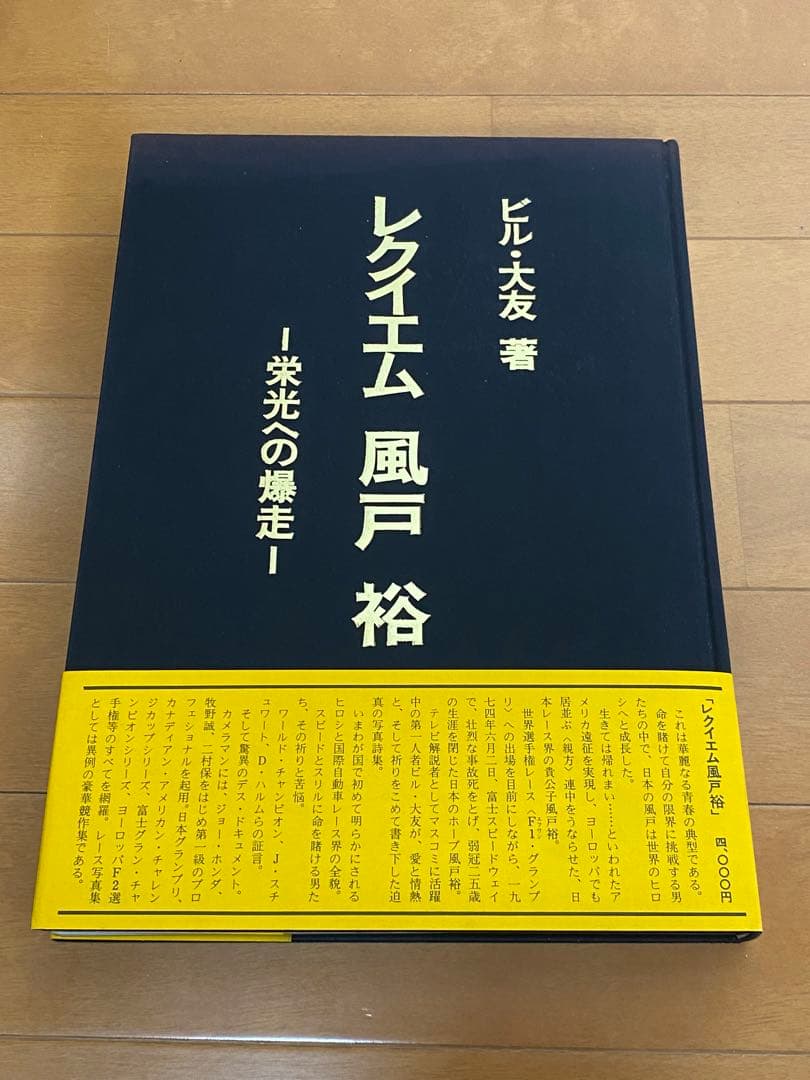 ビル・大友 著
レクイエム 風戸 裕
ー栄光への爆走ー
「レクイエム風戸裕」 四、〇〇〇円
これは華麗なる青春の典型である。
命を賭けて自分の限界に挑戦する男
たちの中で、日本の風戸は世界のヒロ
シへと成長した。
生きては帰れまい……といわれたア
メリカ遠征を実現し、ヨーロッパでも
居並ぶ〈親方〉連中をうならせた、日
本レース界の貴公子風戸裕。
世界選手権レース〈F1・グランプ
リ〉への出場を目前にしながら、一九
七四年六月二日、富士スピードウェイ
で、壮烈な事故死をとげ、弱冠二五歳
の生涯を閉じた日本のホープ風戸裕。
テレビ解説者としてマスコミに活躍
中の第一人者ビル・大友が、愛と情熱
と、そして祈りをこめて書き下した迫
真の写真詩集。
いまわが国で初めて明らかにされる
ヒロシと国際自動車レース界の全貌。
スピードとスリルに命を賭ける男た
ち、その祈りと苦悩。
ワールド・チャンピオン、J・スチ
ュワート、D・ハルムらの証言。
そして驚異のデス・ドキュメント。
カメラマンには、ジョー・ホンダ、
牧野誠、二村保をはじめ第一級のプロ
フェショナルを起用。日本グランプリ、
カナディアン・アメリカン・チャレン
ジカップシリーズ、富士グラン・チャ
ンピオンシリーズ、ヨーロッパF2選
手権等のすべてを網羅。レース写真集
としては異例の豪華競作集である。